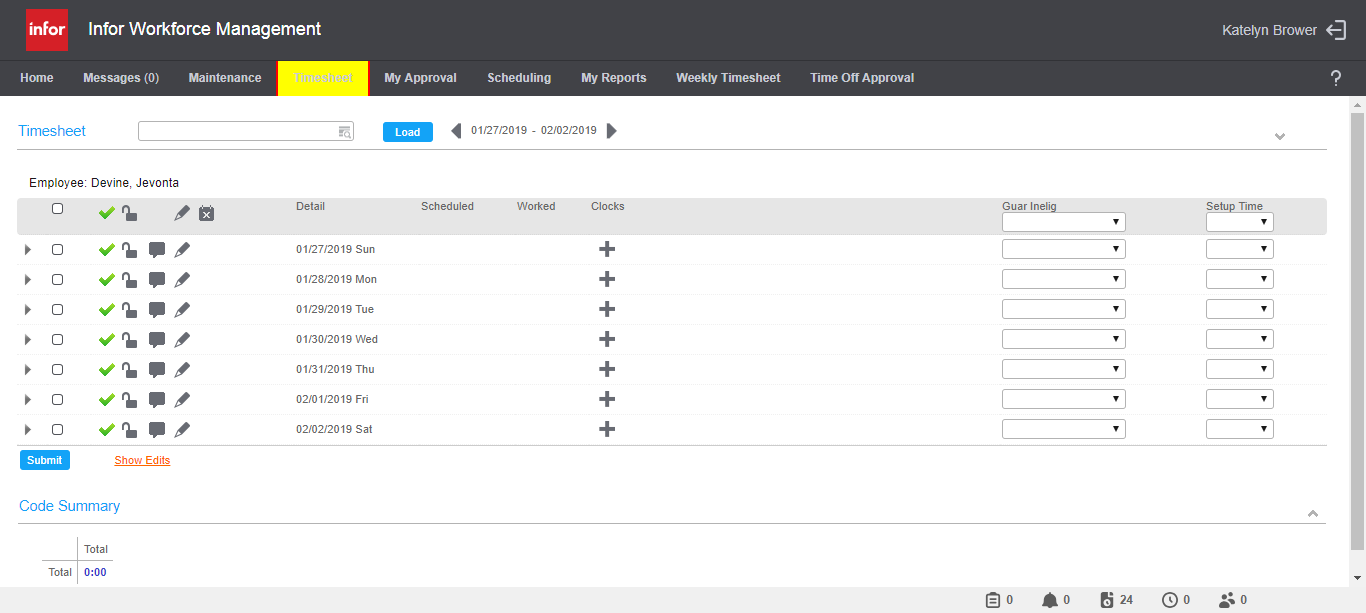 infor Infor Workforce Management Katelyn Brower
Home Messages (0) Maintenance Timesheet My Approval Scheduling My Reports Weekly Timesheet Time Off Approval ?
Timesheet Load 01/27/2019 - 02/02/2019
Employee: Devine, Jevonta
Detail Scheduled Worked Clocks Guar Inelig Setup Time
01/27/2019 Sun
01/28/2019 Mon
01/29/2019 Tue
01/30/2019 Wed
01/31/2019 Thu
02/01/2019 Fri
02/02/2019 Sat
Submit Show Edits
Code Summary
Total
Total 0:00
0 0 24 0 0